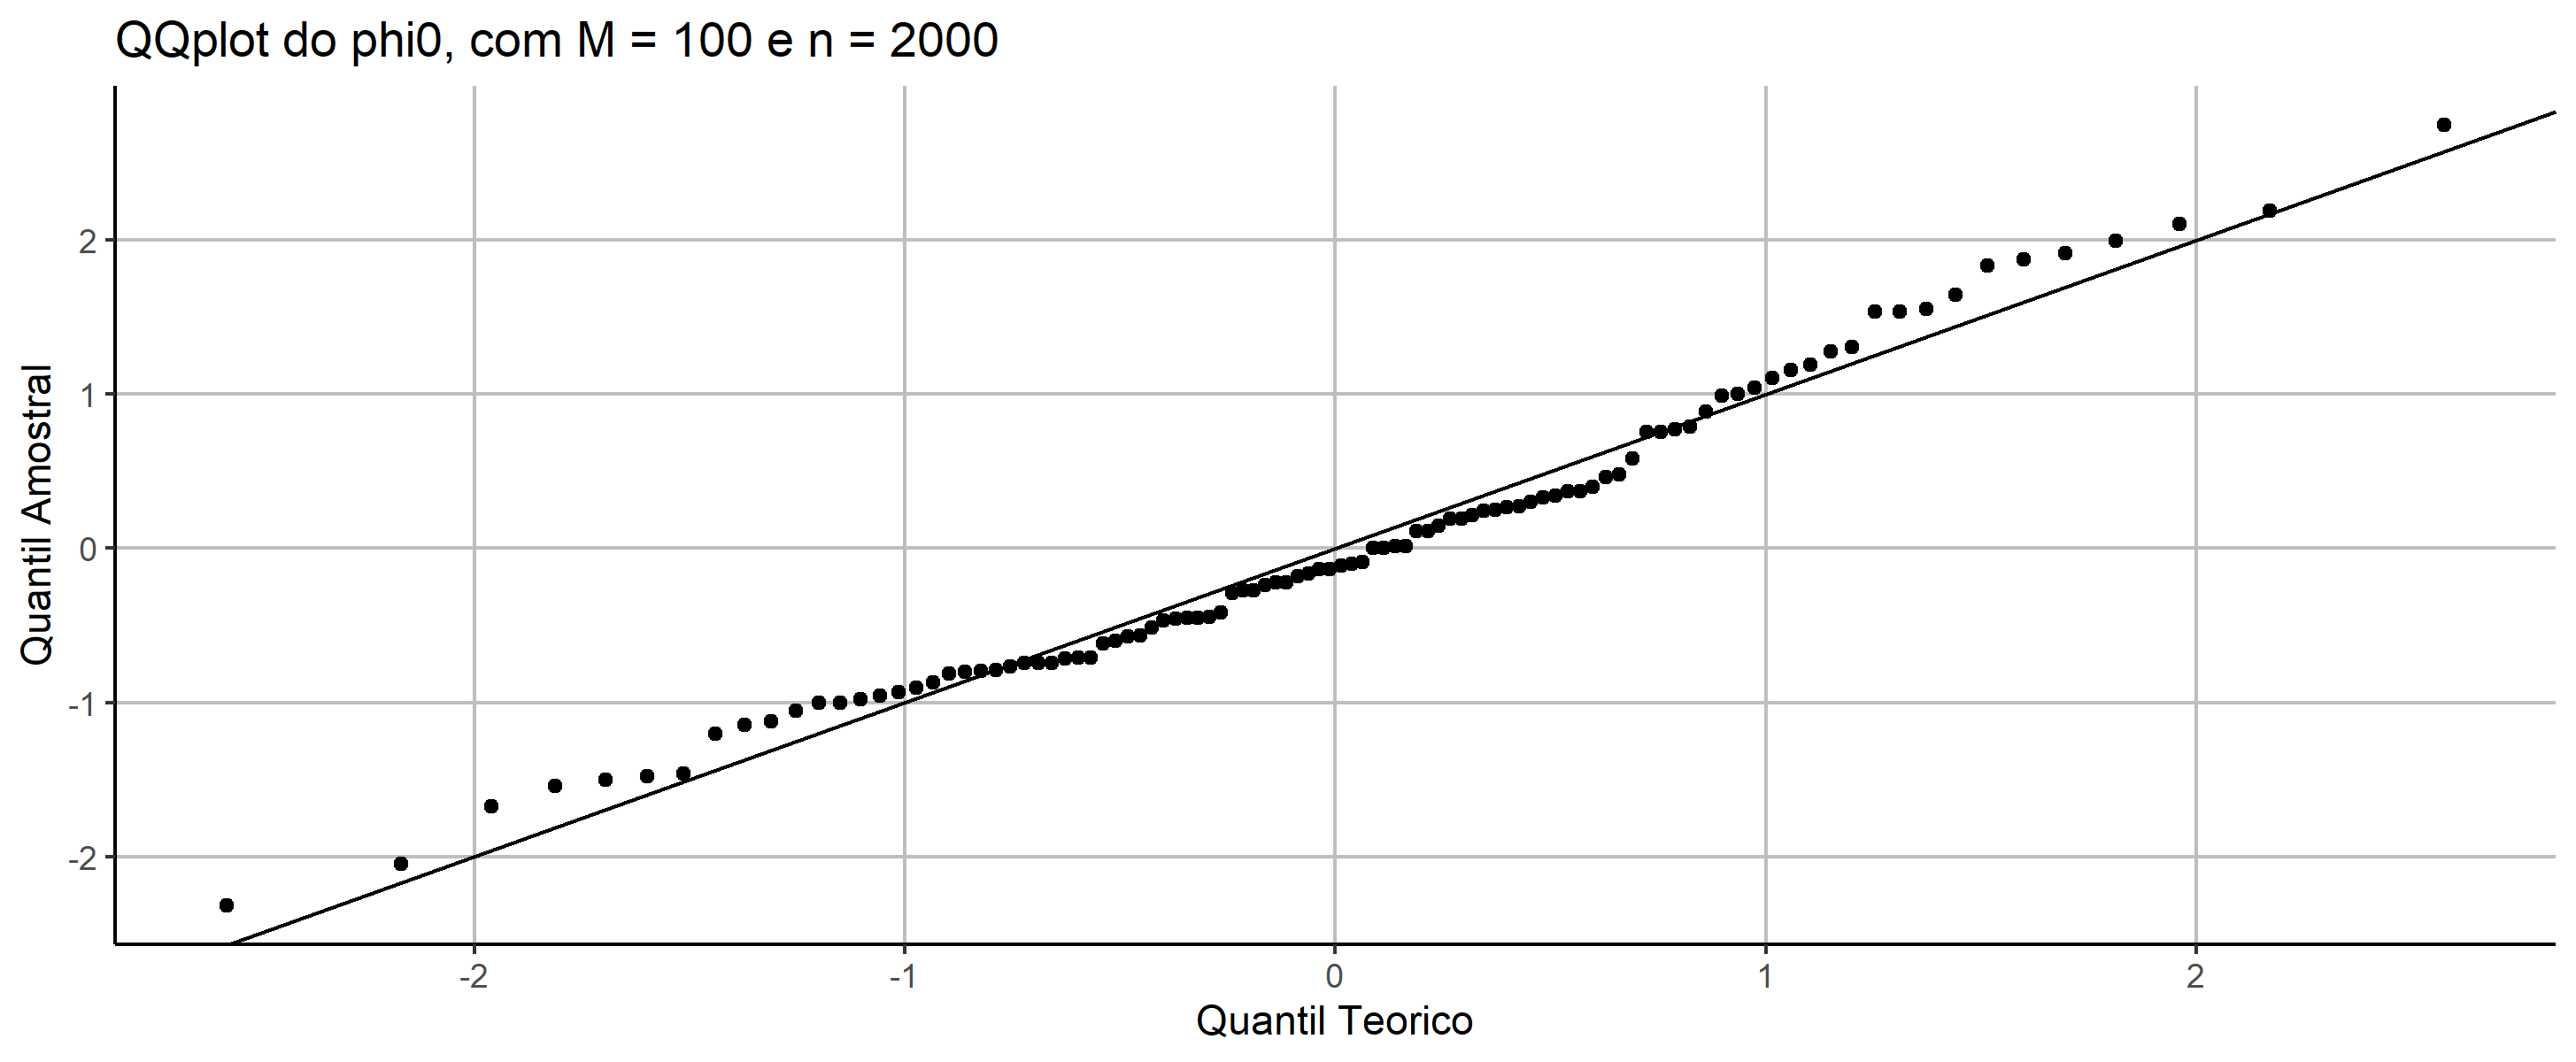 QQplot do phi0, com M = 100 e n = 2000
Quantil Amostral
2
1
0
-1
-2
-2 -1 0 1 2
Quantil Teorico